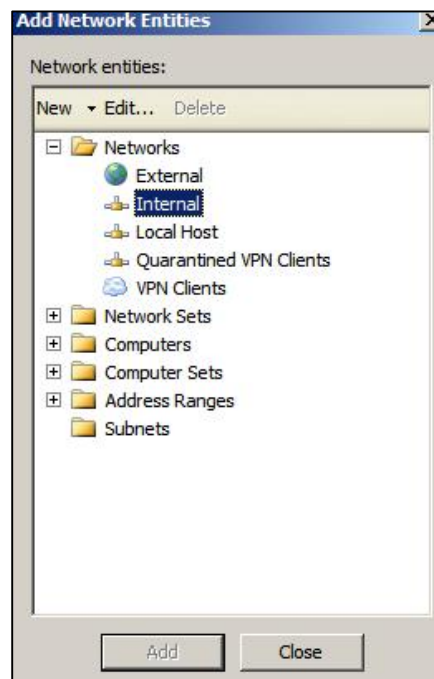 Add Network Entities
Network entities:
New Edit... Delete
Networks
External
Internal
Local Host
Quarantined VPN Clients
VPN Clients
Network Sets
Computers
Computer Sets
Address Ranges
Subnets
Add Close